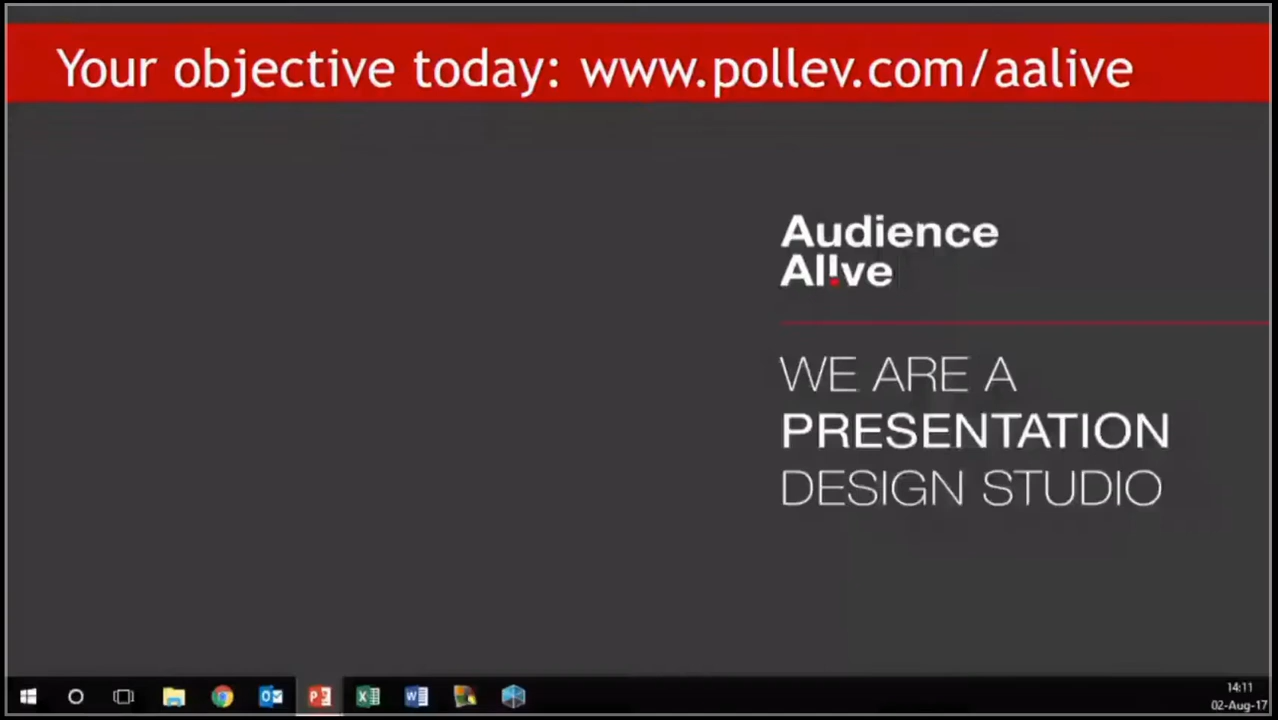 Your objective today: www.pollev.com/aalive
Audience
Al!ve
WE ARE A
PRESENTATION
DESIGN STUDIO
14:11
02-Aug-17